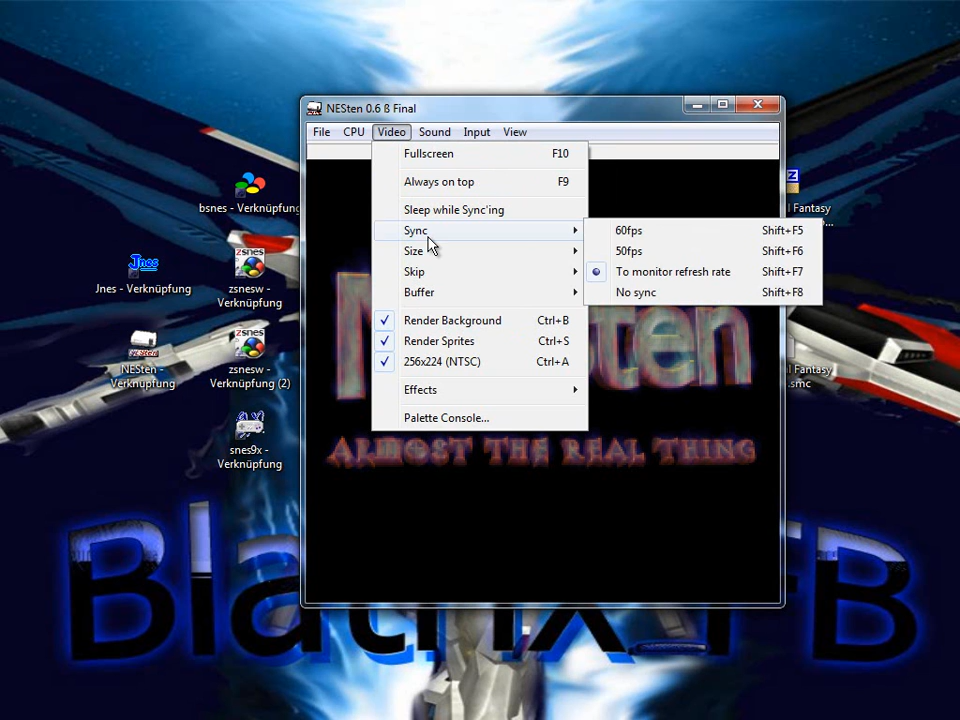 NESten 0.6 ß Final
File CPU Video Sound Input View
Fullscreen F10
Always on top F9
Sleep while Sync'ing
Sync
Size
Skip
Buffer
Render Background Ctrl+B
Render Sprites Ctrl+S
256x224 (NTSC) Ctrl+A
Effects
Palette Console...
60fps Shift+F5
50fps Shift+F6
To monitor refresh rate Shift+F7
No sync Shift+F8
ten
ALMOST THE REAL THING
bsnes - Verknüpfung
Jnes
Jnes - Verknüpfung
zsnes
zsnesw -
Verknüpfung
NESten -
Verknüpfung
zsnes
zsnesw -
Verknüpfung (2)
snes9x -
Verknüpfung
l Fantasy
l Fantasy
.smc
FB